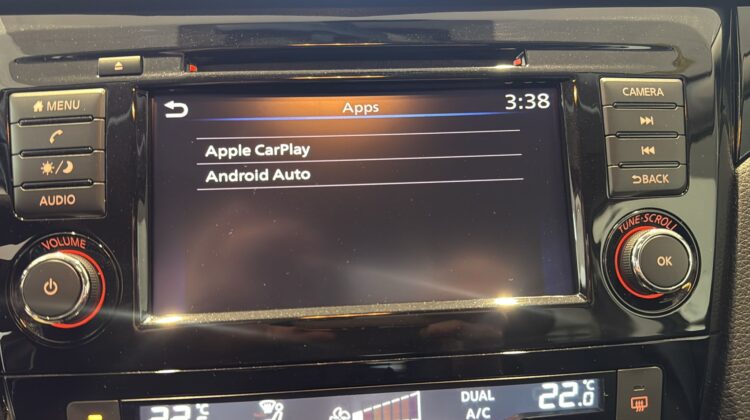 Apps
3:38
Apple CarPlay
Android Auto
MENU
AUDIO
VOLUME
CAMERA
BACK
TUNE·SCROLL
OK
DUAL
A/C
22.0°C